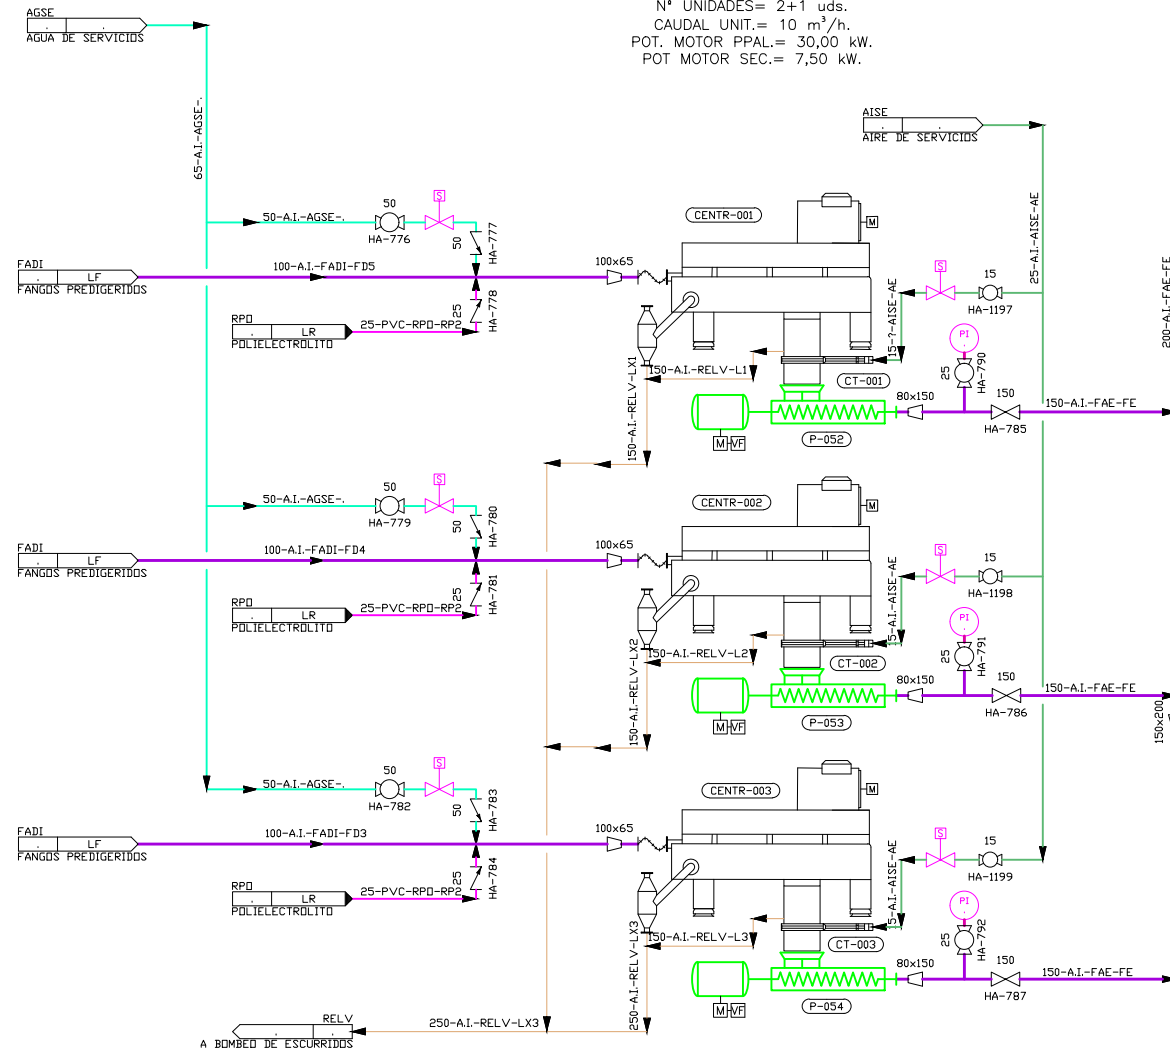 Nº UNIDADES= 2+1 uds.
CAUDAL UNIT.= 10 m³/h.
POT. MOTOR PPAL.= 30,00 kW.
POT MOTOR SEC.= 7,50 kW.
AGSE
. .
AGUA DE SERVICIOS
65-A.I.-AGSE-.
AISE
. .
AIRE DE SERVICIOS
25-A.I.-AISE-AE
200-A.I.-FAE-FE
50-A.I.-AGSE-.
50
HA-776
S
50
HA-777
FADI
. LF
FANGOS PREDIGERIDOS
100-A.I.-FADI-FD5
25
HA-778
RPO
. LR
POLIELECTROLITO
25-PVC-RPO-RP2
100x65
CENTR-001
M
15-?-AISE-AE
S
15
HA-1197
PI
25
HA-790
CT-001
80x150
150
HA-785
150-A.I.-FAE-FE
P-052
M VF
150-A.I.-RELV-L1
150-A.I.-RELV-LX1
50-A.I.-AGSE-.
50
HA-779
S
50
HA-780
FADI
. LF
FANGOS PREDIGERIDOS
100-A.I.-FADI-FD4
25
HA-781
RPO
. LR
POLIELECTROLITO
25-PVC-RPO-RP2
100x65
CENTR-002
M
5-A.I.-AISE-AE
S
15
HA-1198
PI
25
HA-791
CT-002
80x150
150
HA-786
150-A.I.-FAE-FE
150x200
P-053
M VF
150-A.I.-RELV-L2
150-A.I.-RELV-LX2
50-A.I.-AGSE-.
50
HA-782
S
50
HA-783
FADI
. LF
FANGOS PREDIGERIDOS
100-A.I.-FADI-FD3
25
HA-784
RPO
. LR
POLIELECTROLITO
25-PVC-RPO-RP2
100x65
CENTR-003
M
5-A.I.-AISE-AE
S
15
HA-1199
PI
25
HA-792
CT-003
80x150
150
HA-787
150-A.I.-FAE-FE
P-054
M VF
150-A.I.-RELV-L3
250-A.I.-RELV-LX3
RELV
. .
A BOMBEO DE ESCURRIDOS
250-A.I.-RELV-LX3